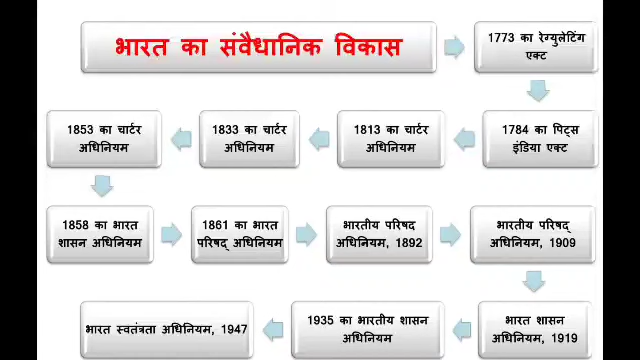 भारत का संवैधानिक विकास
1773 का रेग्युलेटिंग
एक्ट
1784 का पिट्स
इंडिया एक्ट
1813 का चार्टर
अधिनियम
1833 का चार्टर
अधिनियम
1853 का चार्टर
अधिनियम
1858 का भारत
शासन अधिनियम
1861 का भारत
परिषद् अधिनियम
भारतीय परिषद
अधिनियम, 1892
भारतीय परिषद्
अधिनियम, 1909
भारत शासन
अधिनियम, 1919
1935 का भारतीय शासन
अधिनियम
भारत स्वतंत्रता अधिनियम, 1947